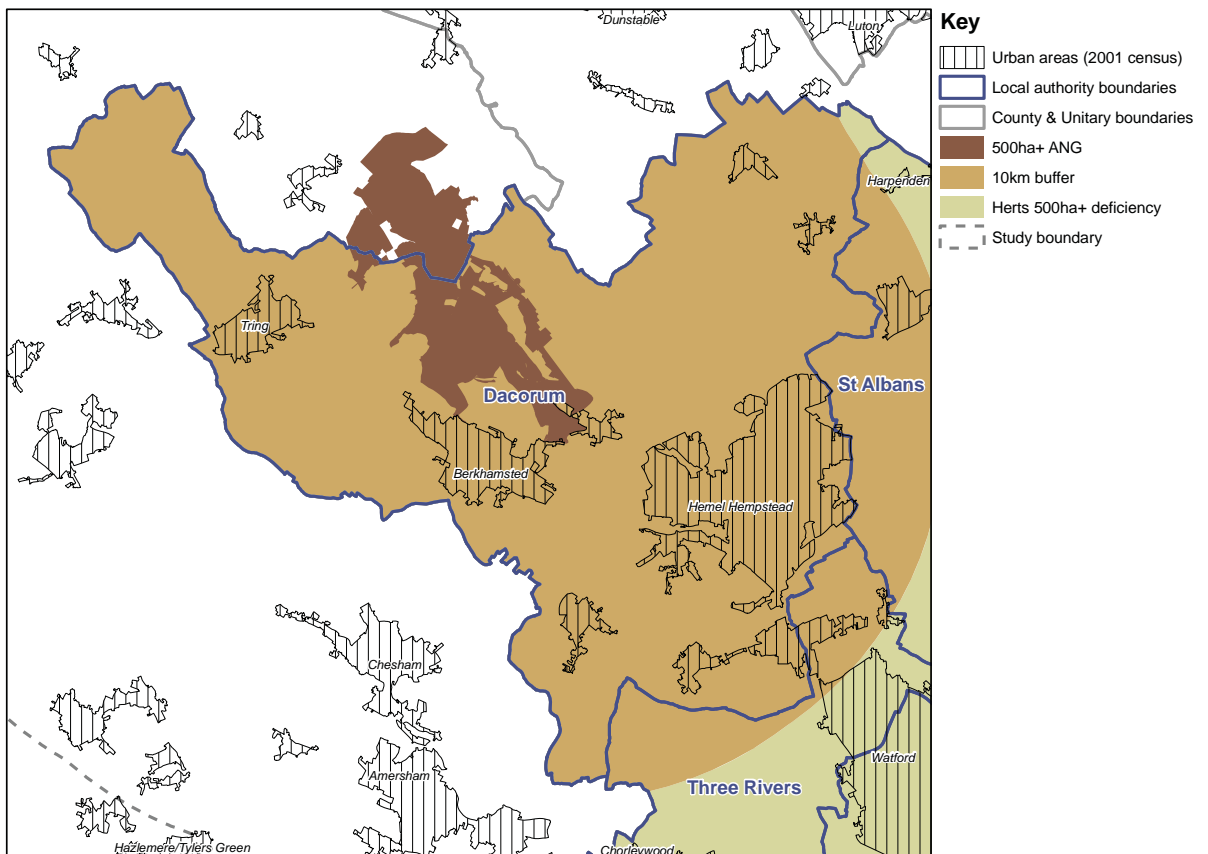 Dunstable
Luton
Harpenden
Tring
St Albans
Dacorum
Berkhamsted
Hemel Hempstead
Chesham
Watford
Amersham
Three Rivers
Hazlemere/Tylers Green
Chorleywood
Key
Urban areas (2001 census)
Local authority boundaries
County & Unitary boundaries
500ha+ ANG
10km buffer
Herts 500ha+ deficiency
Study boundary